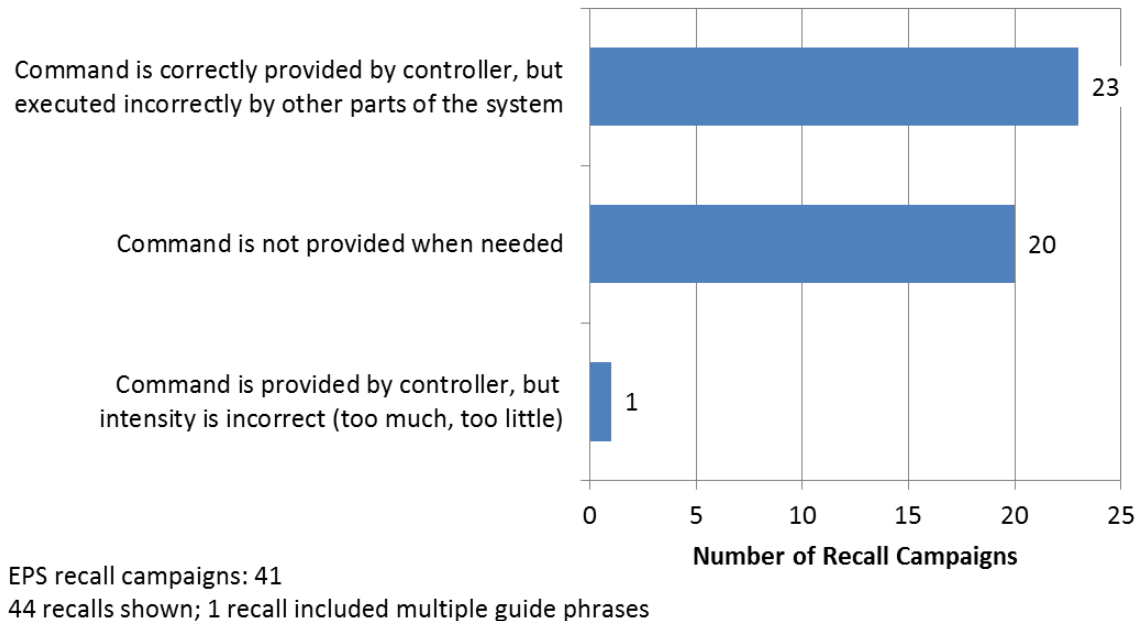 Command is correctly provided by controller, but
executed incorrectly by other parts of the system
23
Command is not provided when needed
20
Command is provided by controller, but
intensity is incorrect (too much, too little)
1
0 5 10 15 20 25
Number of Recall Campaigns
EPS recall campaigns: 41
44 recalls shown; 1 recall included multiple guide phrases